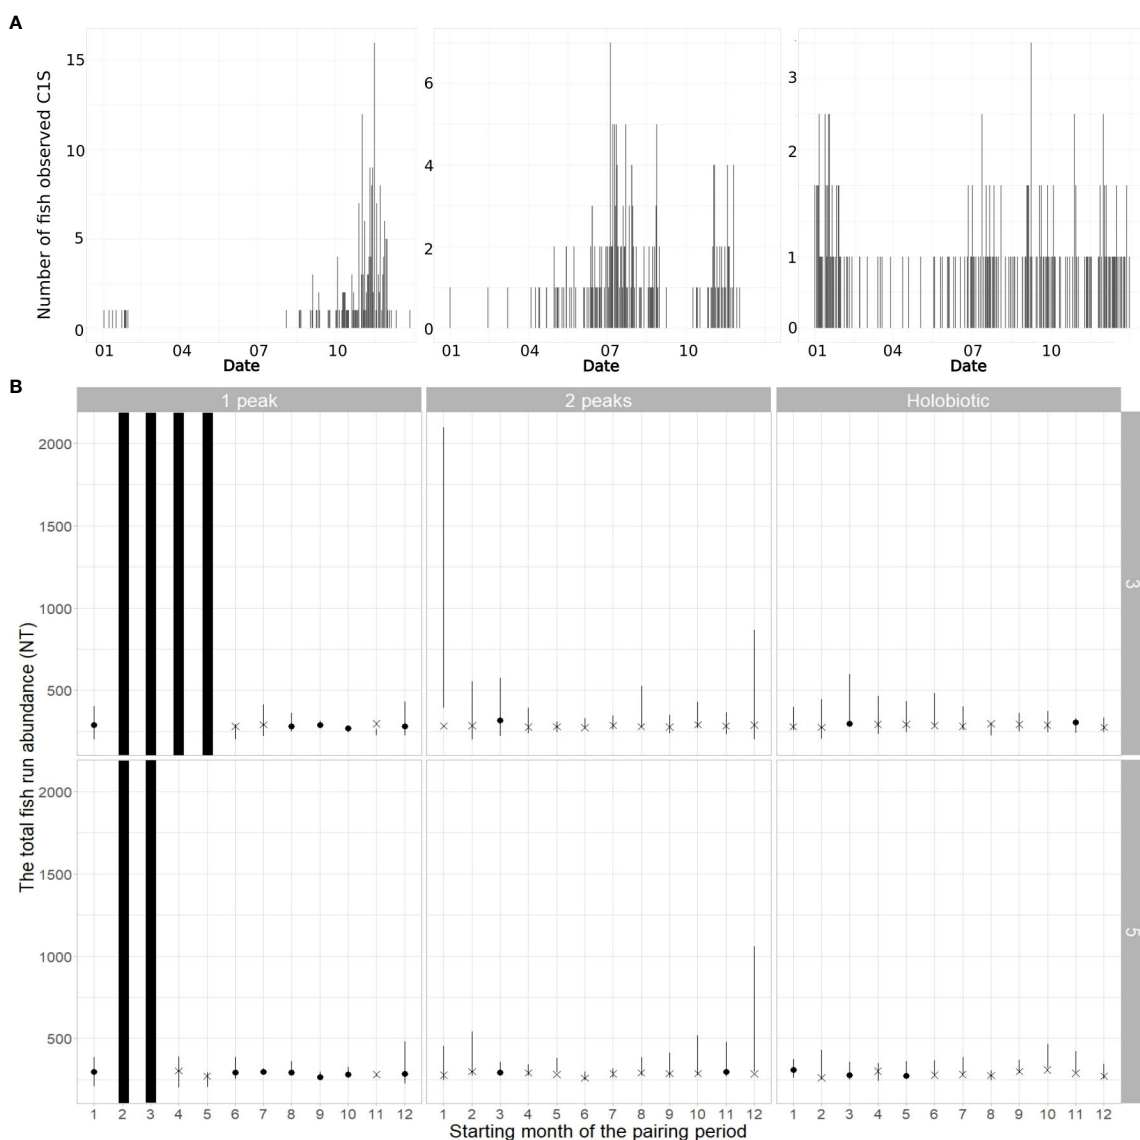 A
Number of fish observed C1S
15
10
5
0
01 04 07 10
Date
6
4
2
0
01 04 07 10
Date
3
2
1
0
01 04 07 10
Date
B
1 peak 2 peaks Holobiotic
The total fish run abundance (NT)
2000
1500
1000
500
3
2000
1500
1000
500
5
1 2 3 4 5 6 7 8 9 10 11 12
1 2 3 4 5 6 7 8 9 10 11 12
1 2 3 4 5 6 7 8 9 10 11 12
Starting month of the pairing period